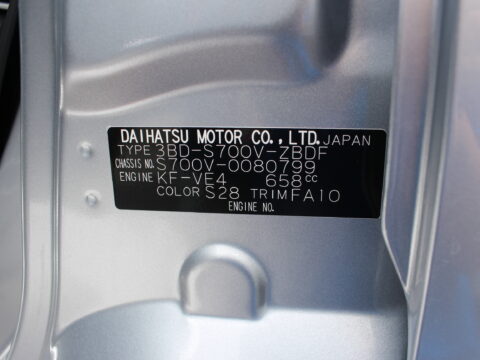 DAIHATSU MOTOR CO., LTD. JAPAN
TYPE 3BD-S700V-ZBDF
CHASSIS NO. S700V-0080799
ENGINE KF-VE4 658cc
COLOR S28 TRIM FA10
ENGINE NO.